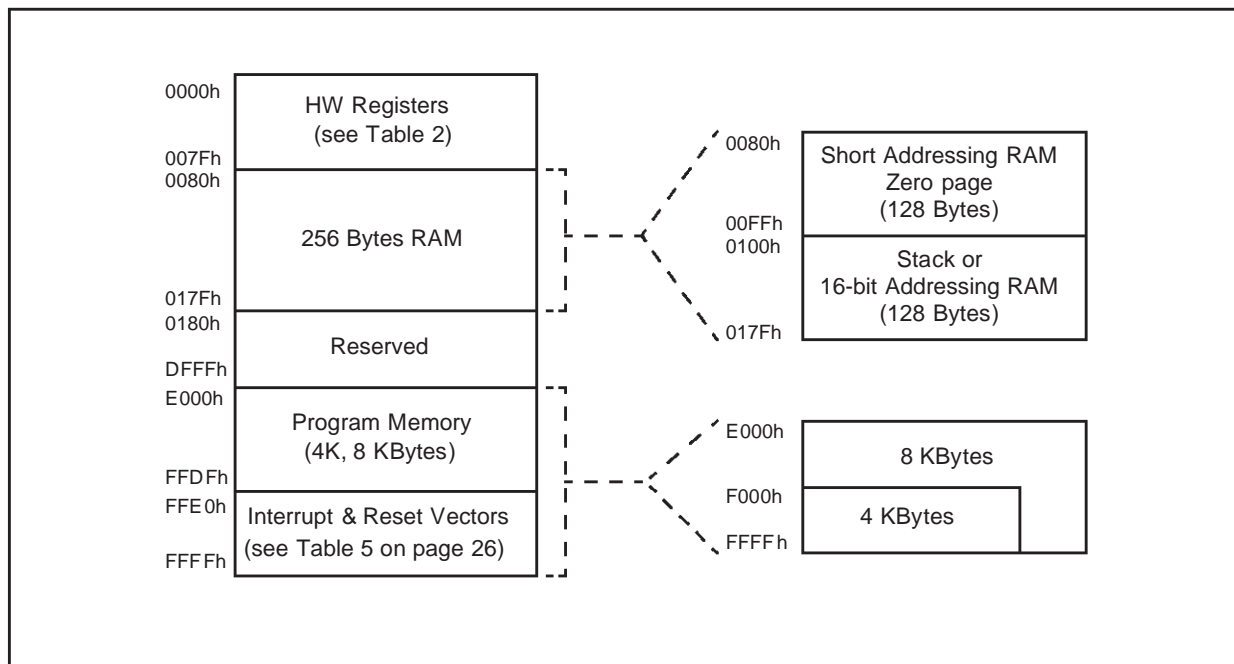 0000h
HW Registers
(see Table 2)
007Fh
0080h
256 Bytes RAM
017Fh
0180h
Reserved
DFFFh
E000h
Program Memory
(4K, 8 KBytes)
FFDFh
FFE0h
Interrupt & Reset Vectors
(see Table 5 on page 26)
FFFFh
0080h
Short Addressing RAM
Zero page
(128 Bytes)
00FFh
0100h
Stack or
16-bit Addressing RAM
(128 Bytes)
017Fh
E000h
8 KBytes
F000h
4 KBytes
FFFFh